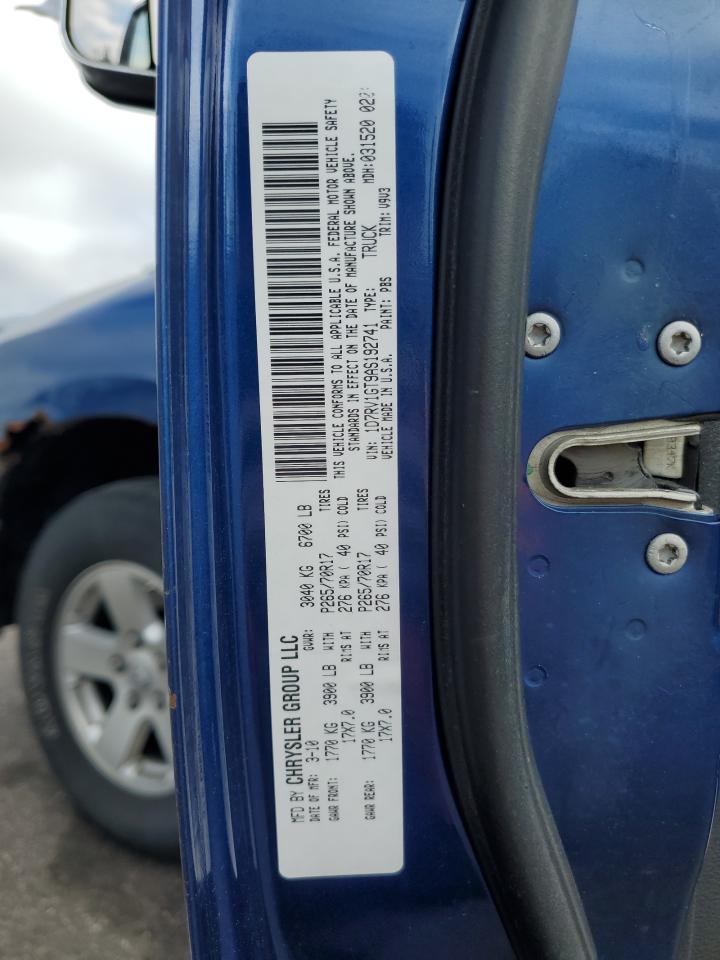 MFD BY CHRYSLER GROUP LLC
DATE OF MFR: 3-10 GVWR: 3040 KG 6700 LB
GAWR FRONT: 1770 KG 3900 LB WITH P265/70R17 TIRES
17X7.0 RIMS AT 276 KPA ( 40 PSI) COLD
GAWR REAR: 1770 KG 3900 LB WITH P265/70R17 TIRES
17X7.0 RIMS AT 276 KPA ( 40 PSI) COLD
THIS VEHICLE CONFORMS TO ALL APPLICABLE U.S.A. FEDERAL MOTOR VEHICLE SAFETY
STANDARDS IN EFFECT ON THE DATE OF MANUFACTURE SHOWN ABOVE.
VIN: 1D7RV1GT9AS192741 TYPE: TRUCK MDH:031520
VEHICLE MADE IN U.S.A. PAINT: PBS TRIM: V9V3